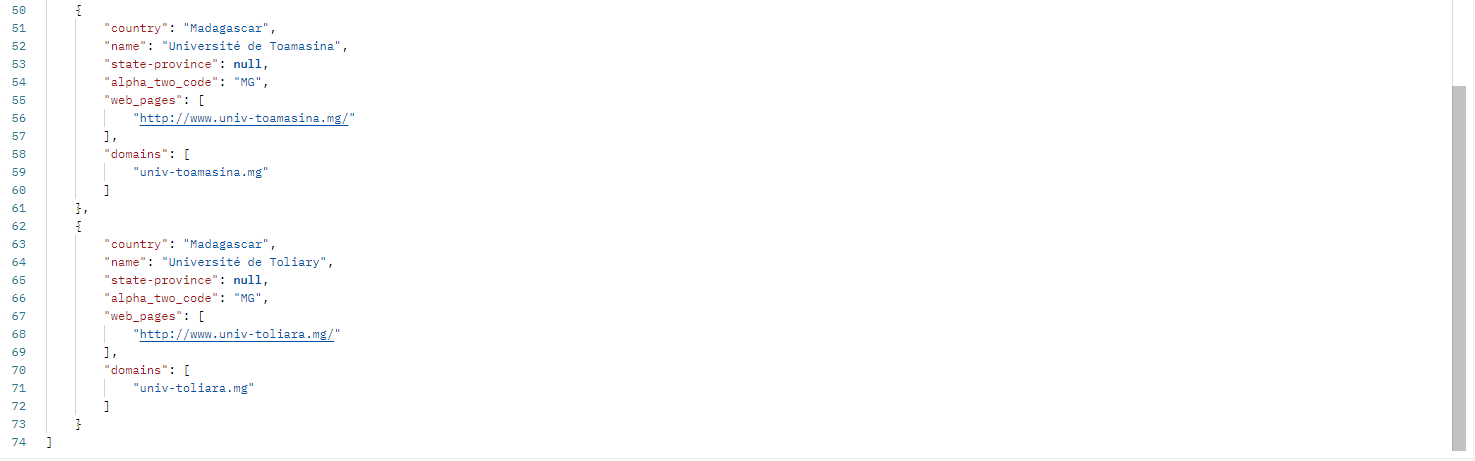 50 {
51 "country": "Madagascar",
52 "name": "Université de Toamasina",
53 "state-province": null,
54 "alpha_two_code": "MG",
55 "web_pages": [
56 "http://www.univ-toamasina.mg/"
57 ],
58 "domains": [
59 "univ-toamasina.mg"
60 ]
61 },
62 {
63 "country": "Madagascar",
64 "name": "Université de Toliary",
65 "state-province": null,
66 "alpha_two_code": "MG",
67 "web_pages": [
68 "http://www.univ-toliara.mg/"
69 ],
70 "domains": [
71 "univ-toliara.mg"
72 ]
73 }
74 ]